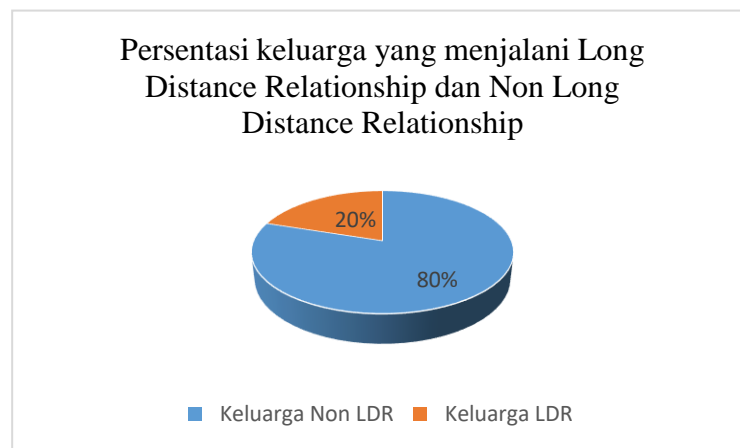 Persentasi keluarga yang menjalani Long
Distance Relationship dan Non Long
Distance Relationship
20%
80%
Keluarga Non LDR Keluarga LDR